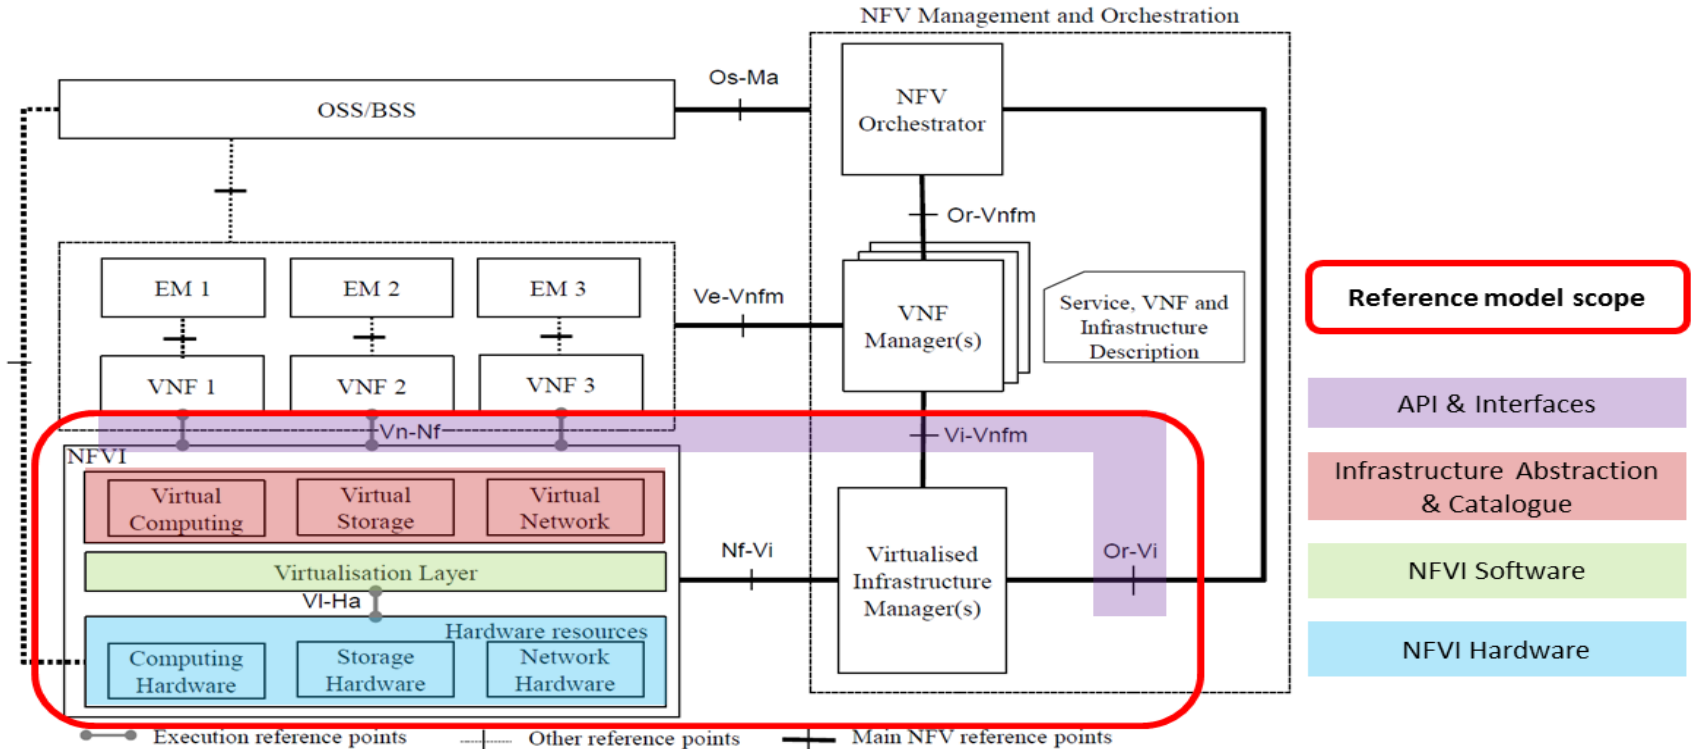 NFV Management and Orchestration
Os-Ma
OSS/BSS
NFV
Orchestrator
Or-Vnfm
EM 1
EM 2
EM 3
Ve-Vnfm
VNF
Manager(s)
Service, VNF and
Infrastructure
Description
VNF 1
VNF 2
VNF 3
Vn-Nf
Vi-Vnfm
NFVI
Virtual
Computing
Virtual
Storage
Virtual
Network
Virtualisation Layer
VI-Ha
Nf-Vi
Virtualised
Infrastructure
Manager(s)
Or-Vi
Hardware resources
Computing
Hardware
Storage
Hardware
Network
Hardware
Execution reference points
Other reference points
Main NFV reference points
Reference model scope
API & Interfaces
Infrastructure Abstraction
& Catalogue
NFVI Software
NFVI Hardware